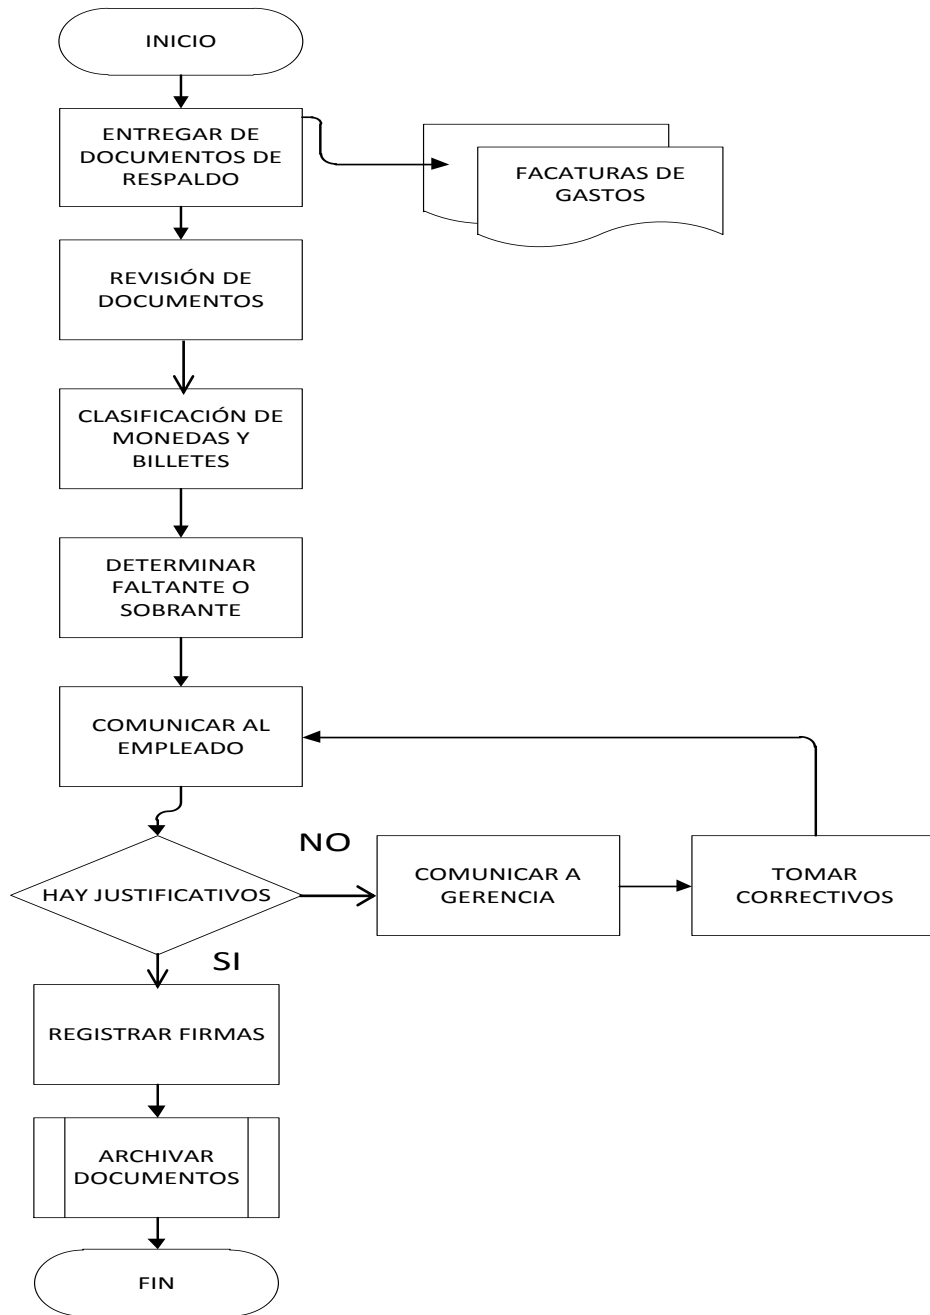 INICIO
ENTREGAR DE
DOCUMENTOS DE
RESPALDO
FACATURAS DE
GASTOS
REVISIÓN DE
DOCUMENTOS
CLASIFICACIÓN DE
MONEDAS Y
BILLETES
DETERMINAR
FALTANTE O
SOBRANTE
COMUNICAR AL
EMPLEADO
HAY JUSTIFICATIVOS
NO
COMUNICAR A
GERENCIA
TOMAR
CORRECTIVOS
SI
REGISTRAR FIRMAS
ARCHIVAR
DOCUMENTOS
FIN